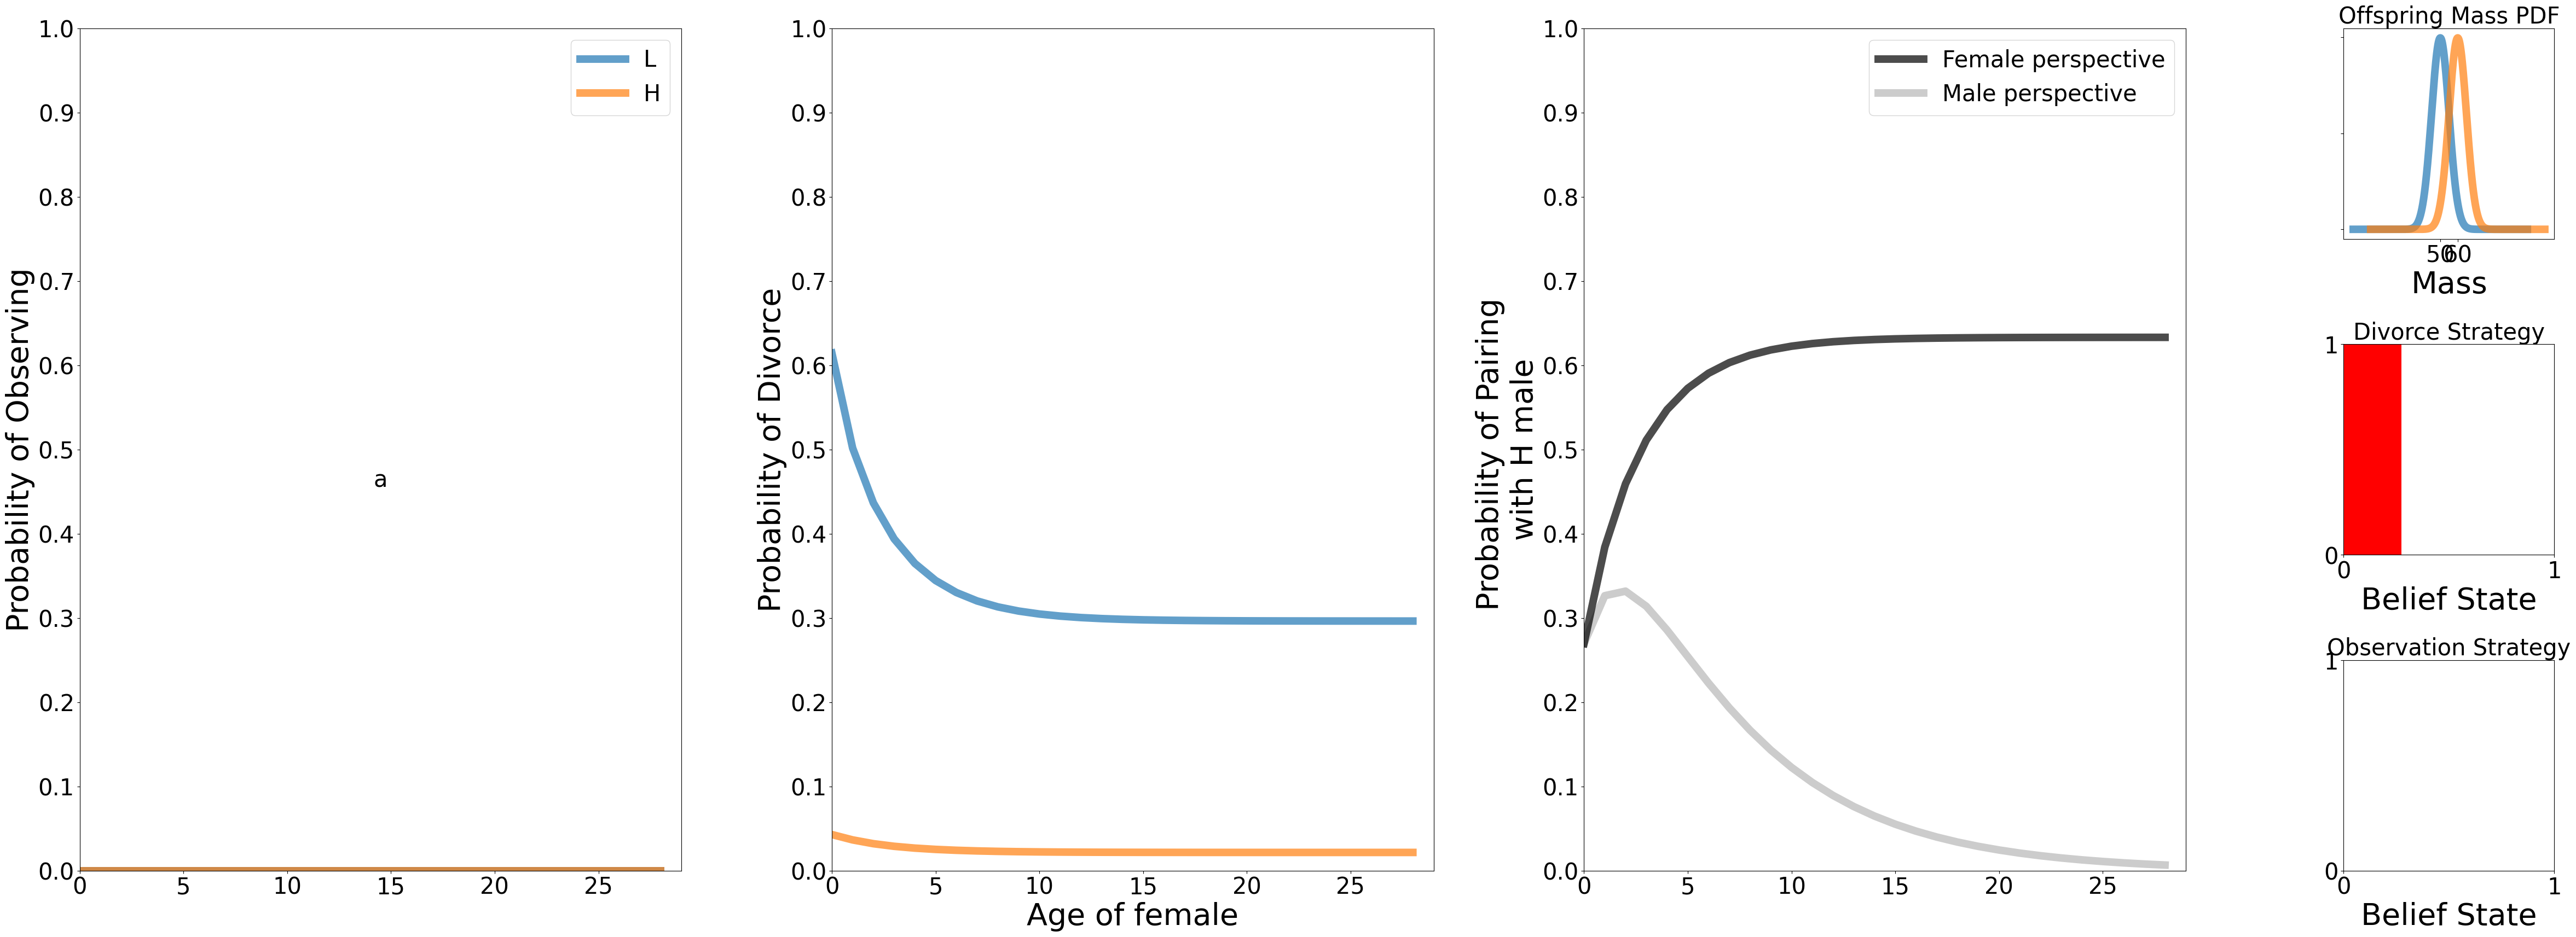 Probability of Observing
1.0
0.9
0.8
0.7
0.6
0.5
0.4
0.3
0.2
0.1
0.0
0 5 10 15 20 25
L
H
a
Probability of Divorce
1.0
0.9
0.8
0.7
0.6
0.5
0.4
0.3
0.2
0.1
0.0
0 5 10 15 20 25
Age of female
Probability of Pairing
with H male
1.0
0.9
0.8
0.7
0.6
0.5
0.4
0.3
0.2
0.1
0.0
0 5 10 15 20 25
Female perspective
Male perspective
Offspring Mass PDF
50 60
Mass
Divorce Strategy
1
0
0 1
Belief State
Observation Strategy
1
0
0 1
Belief State